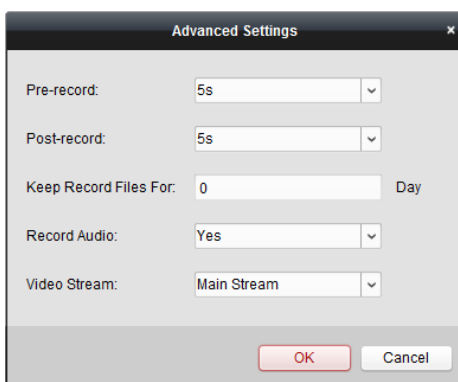 Advanced Settings ×
Pre-record: 5s
Post-record: 5s
Keep Record Files For: 0 Day
Record Audio: Yes
Video Stream: Main Stream
OK Cancel